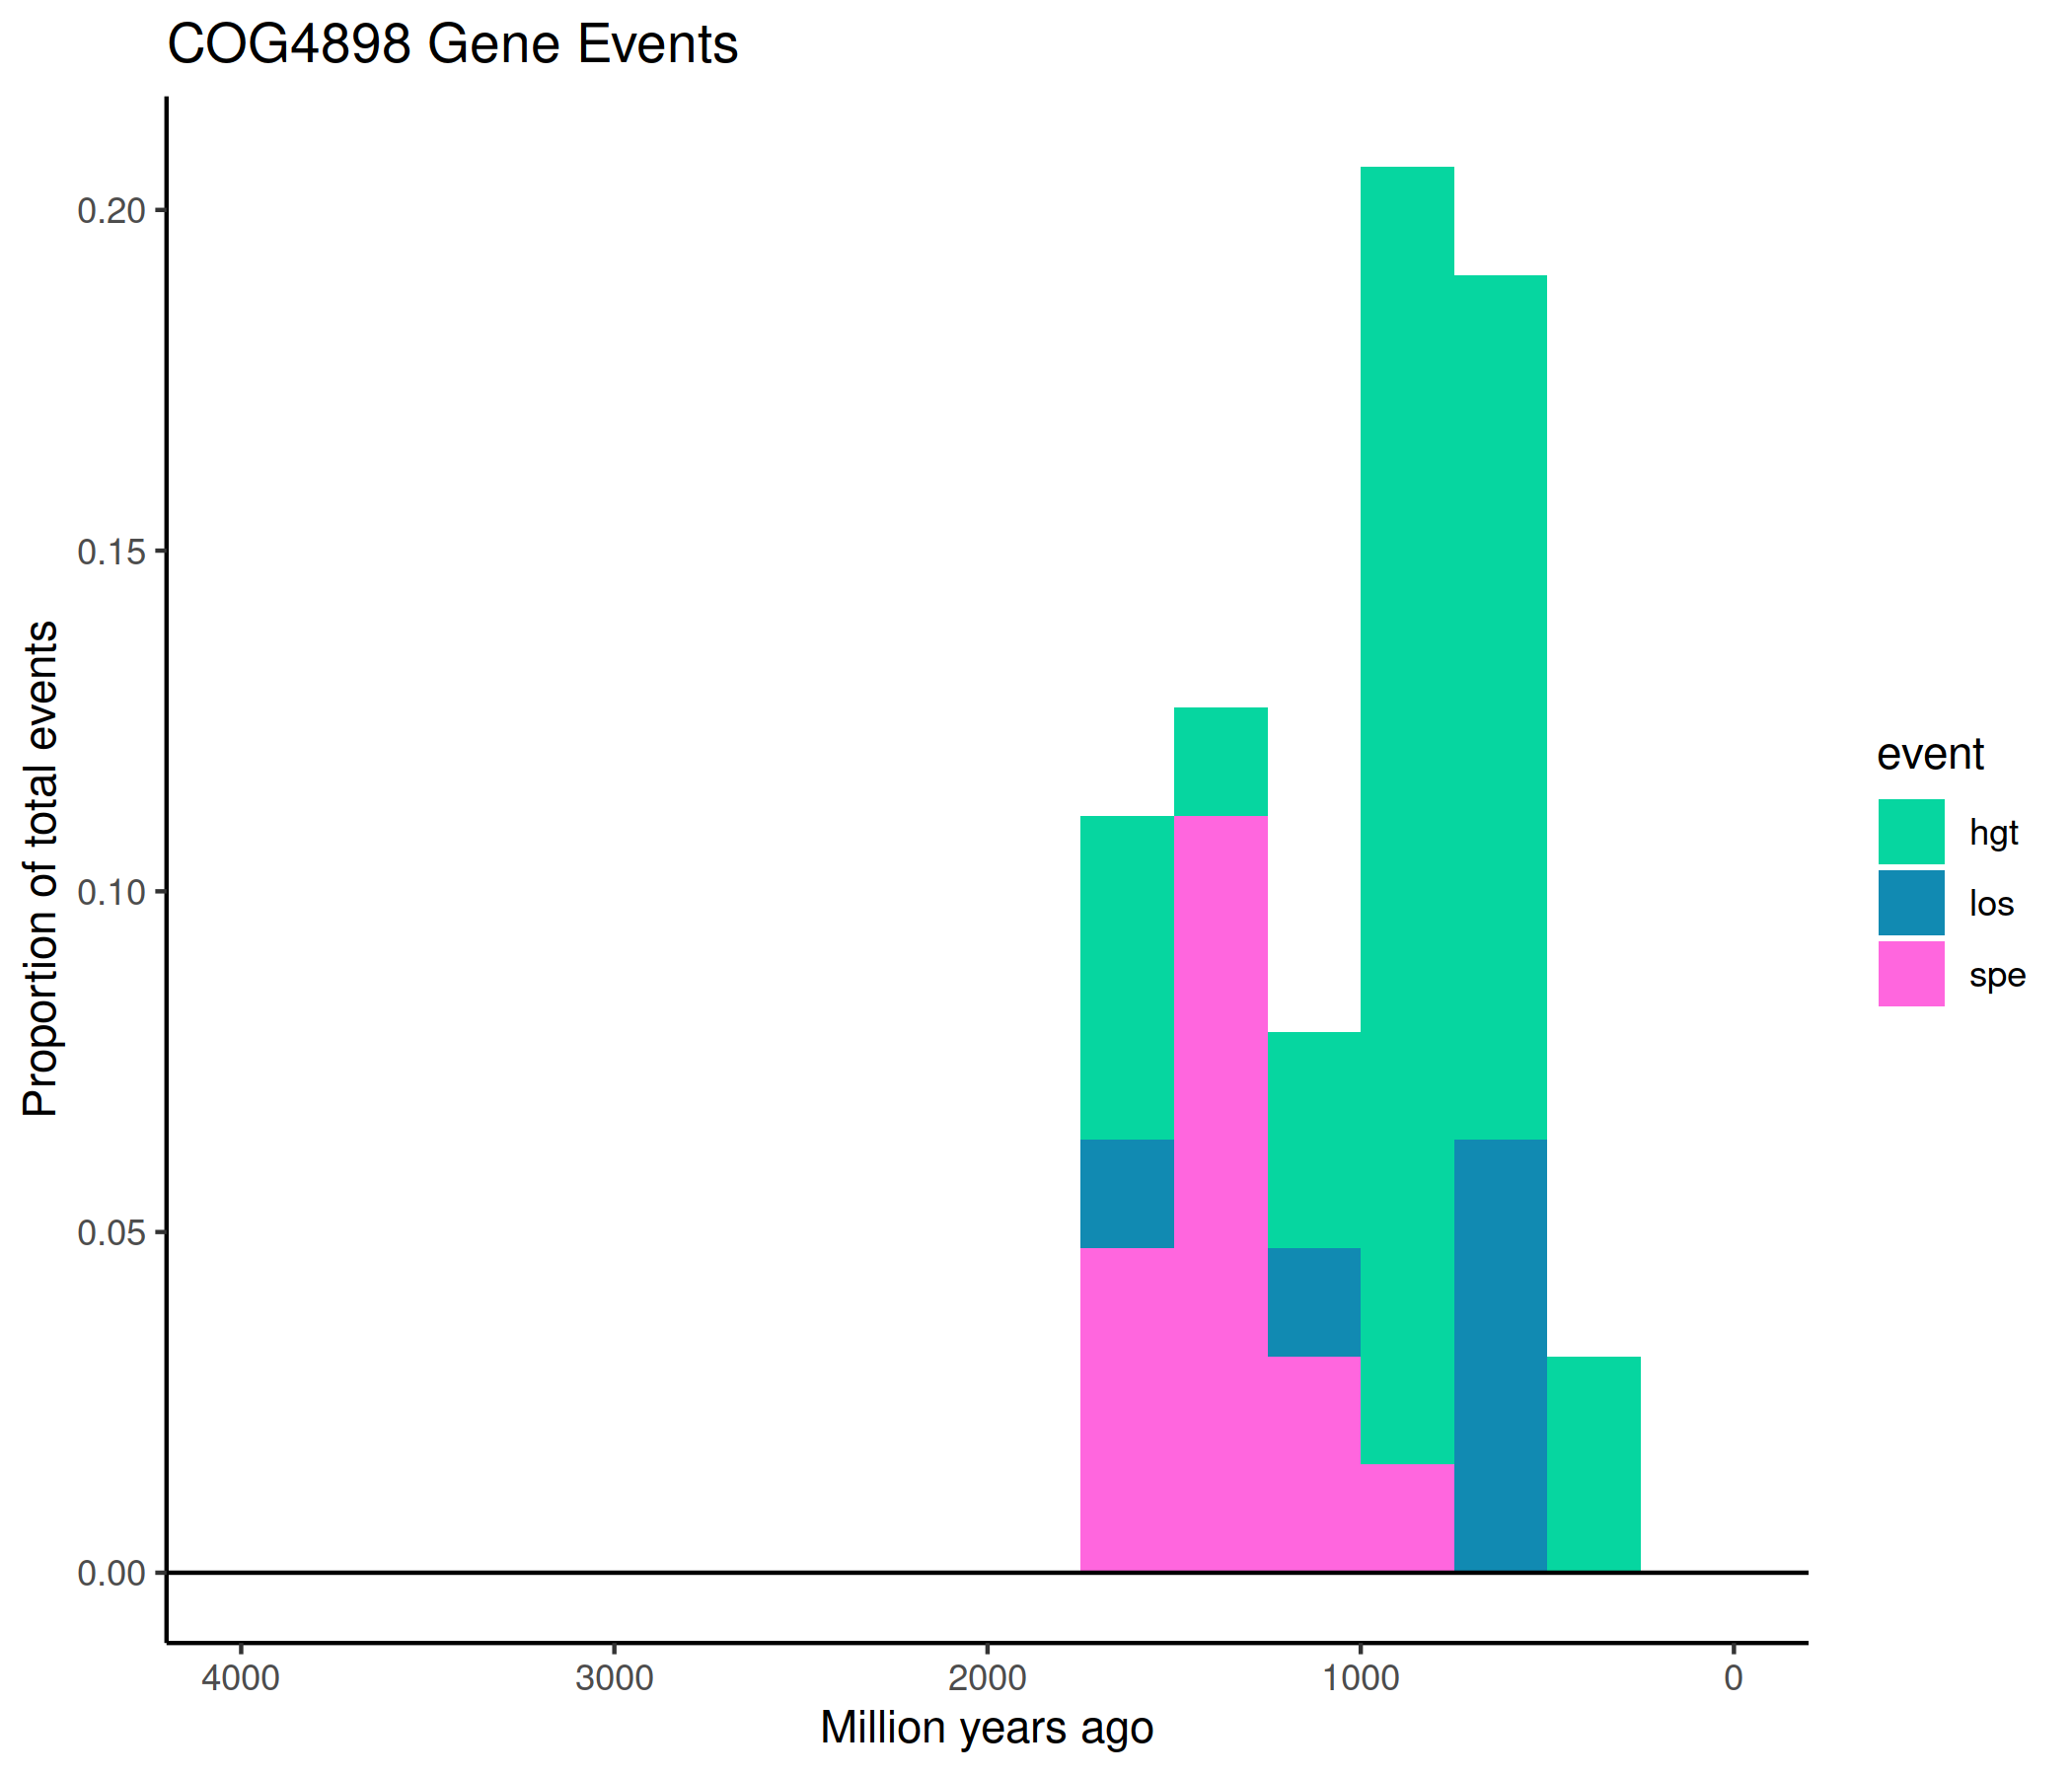 COG4898 Gene Events
Proportion of total events
0.20
0.15
0.10
0.05
0.00
4000 3000 2000 1000 0
Million years ago
event
hgt
los
spe